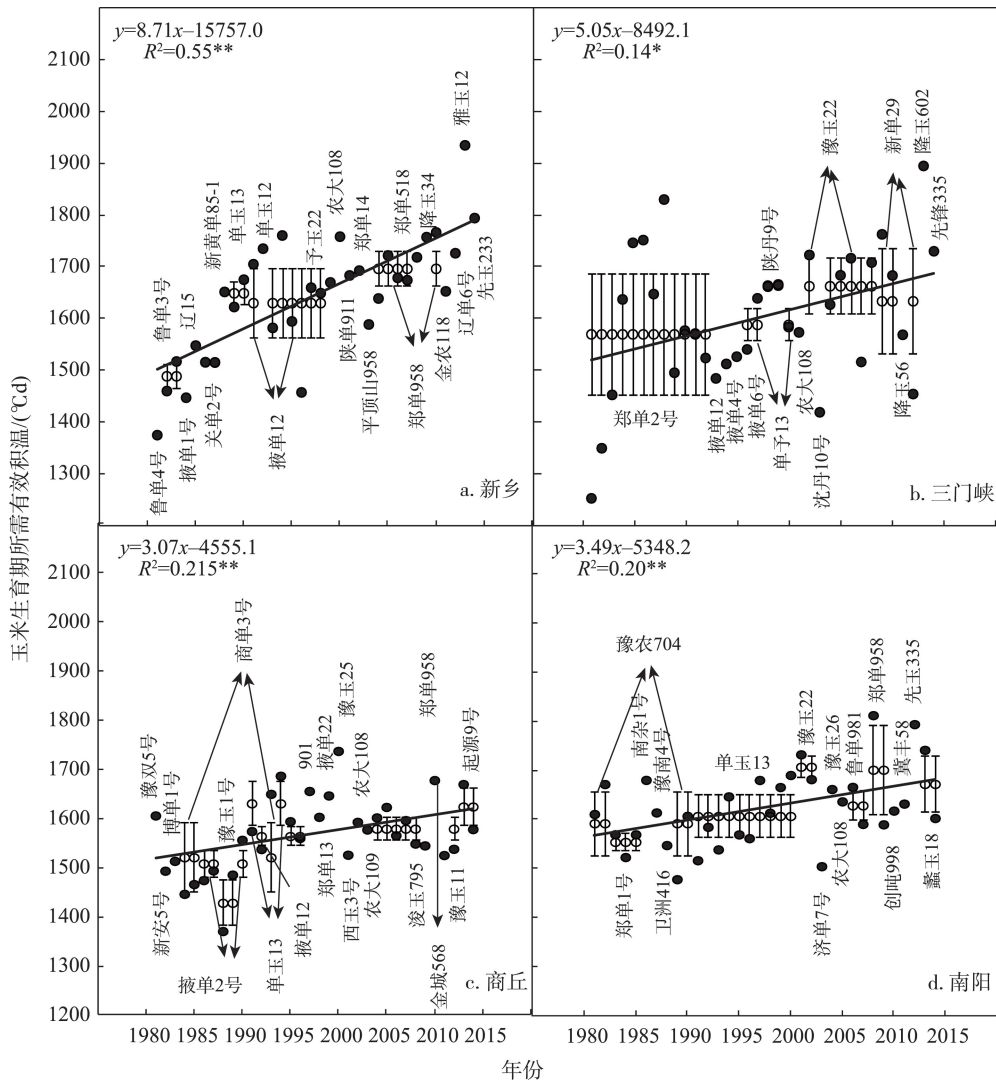 y=8.71x–15757.0
R²=0.55**
2100
2000
1900
1800
1700
1600
1500
1400
1300
鲁单4号
鲁单3号
掖单1号
辽15
关单2号
新黄单85-1
单玉13
单玉12
掖单12
予玉22
农大108
陕单911
郑单14
平顶山958
郑单518
郑单958
降玉34
金农118
辽单6号
雅玉12
先玉233
a. 新乡
y=5.05x–8492.1
R²=0.14*
郑单2号
掖单12
掖单4号
掖单6号
陕丹9号
单予13
农大108
沈丹10号
豫玉22
新单29
降玉56
隆玉602
先锋335
b. 三门峡
玉米生育期所需有效积温/(℃d)
y=3.07x–4555.1
R²=0.215**
2100
2000
1900
1800
1700
1600
1500
1400
1300
1200
豫双5号
新安5号
博单1号
商单3号
豫玉1号
掖单2号
单玉13
掖单12
901
掖单22
郑单13
豫玉25
西玉3号
农大108
农大109
浚玉795
郑单958
金城568
豫玉11
起源9号
c. 商丘
1980 1985 1990 1995 2000 2005 2010 2015
y=3.49x–5348.2
R²=0.20**
豫农704
郑单1号
南杂1号
豫南4号
卫洲416
单玉13
豫玉22
济单7号
豫玉26
农大108
鲁单981
郑单958
创吨998
冀丰58
先玉335
蠡玉18
d. 南阳
1980 1985 1990 1995 2000 2005 2010 2015
年份